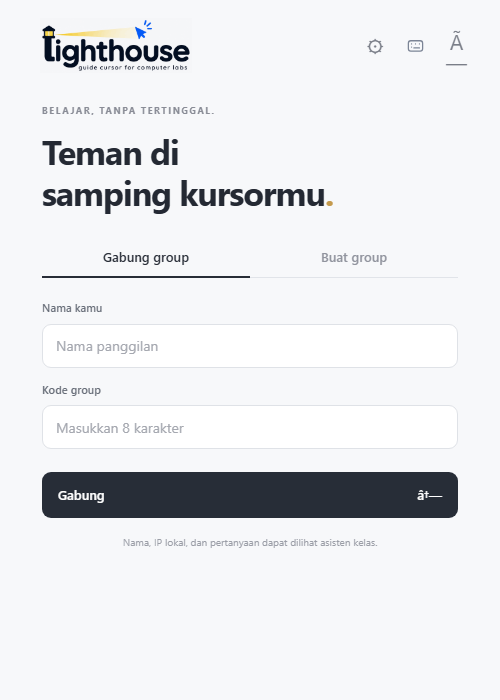 Lighthouse
guide cursor for computer labs
Ã
—
BELAJAR, TANPA TERTINGGAL.
Teman di
samping kursormu.
Gabung group
Buat group
Nama kamu
Nama panggilan
Kode group
Masukkan 8 karakter
Gabung
â†—
Nama, IP lokal, dan pertanyaan dapat dilihat asisten kelas.